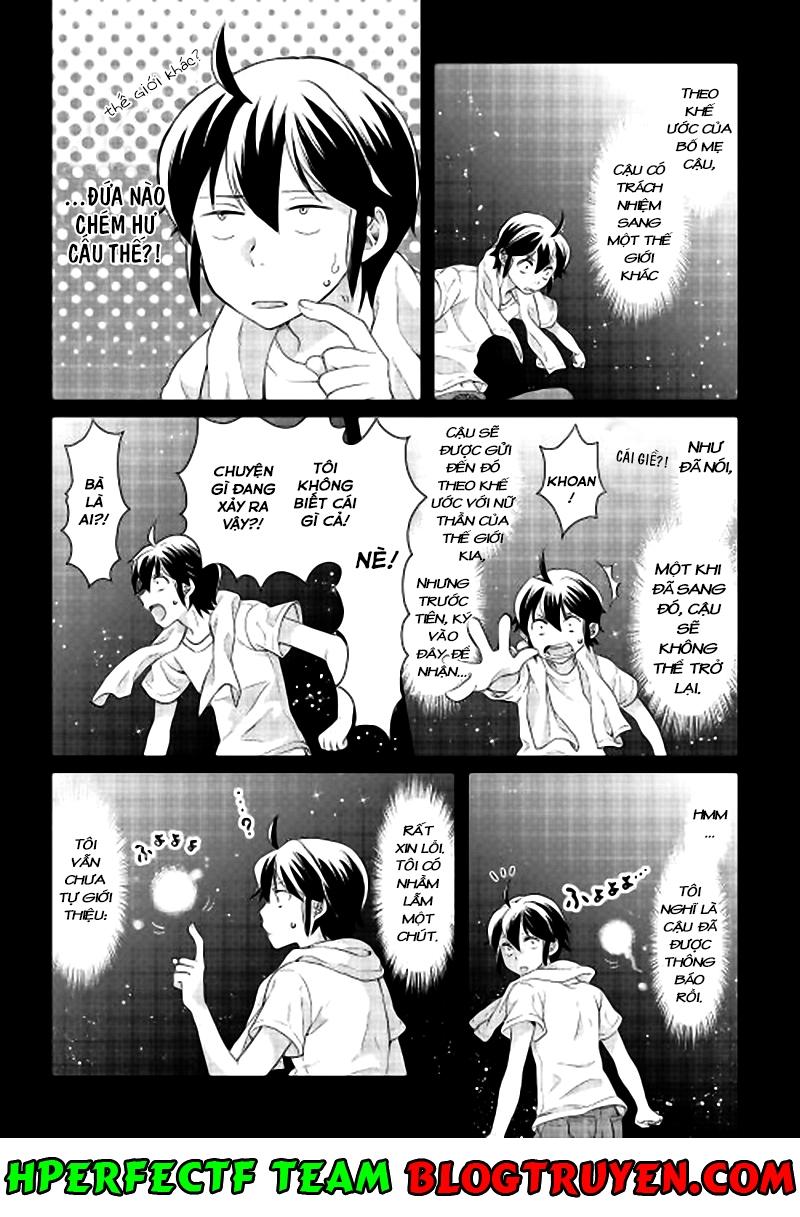 THEO
KHẾ
ƯỚC CỦA
BỐ MẸ
CẬU,
CẬU CÓ
TRÁCH
NHIỆM
SANG
MỘT THẾ
GIỚI
KHÁC
thế giới khác?
...ĐỨA NÀO
CHÉM HƯ
CẤU THẾ?!
NHƯ
ĐÃ NÓI,
MỘT KHI
ĐÃ SANG
ĐÓ, CẬU
SẼ
KHÔNG
THỂ TRỞ
LẠI.
CÁI GIỀ?!
KHOAN
!
CẬU SẼ
ĐƯỢC GỬI
ĐẾN ĐÓ
THEO KHẾ
ƯỚC VỚI NỮ
THẦN CỦA
THẾ GIỚI
KIA,
NHƯNG
TRƯỚC
TIÊN, KÝ
VÀO
ĐÂY ĐỂ
NHẬN...
NÈ!
TÔI
KHÔNG
BIẾT CÁI
GÌ CẢ!
CHUYỆN
GÌ ĐANG
XẢY RA
VẬY?!
BÀ
LÀ
AI?!
HMM
...
TÔI
NGHĨ LÀ
CẬU ĐÃ
ĐƯỢC
THÔNG
BÁO
RỒI.
ふよよよ...
RẤT
XIN LỖI.
TÔI CÓ
NHẦM
LẪM
MỘT
CHÚT.
...?
ふよよよ
TÔI
VẪN
CHƯA
TỰ GIỚI
THIỆU:
HPERFECTF TEAM BLOGTRUYEN.COM